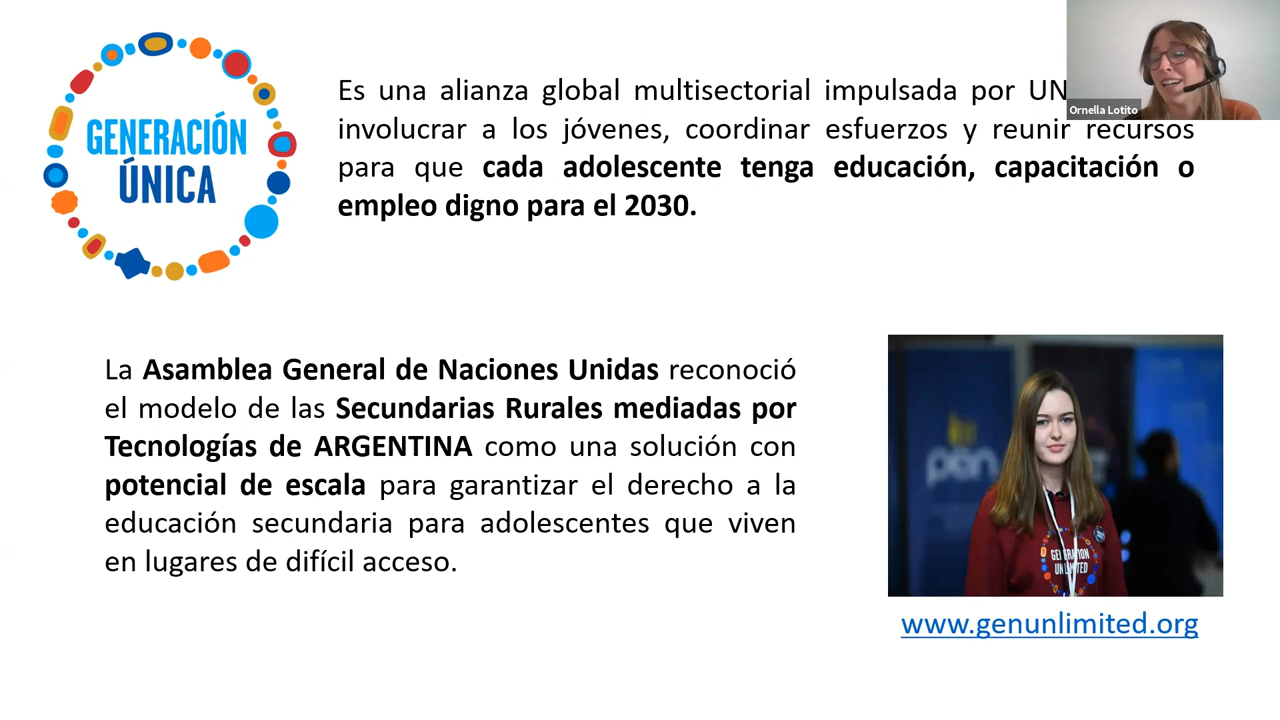 GENERACIÓN
ÚNICA
Es una alianza global multisectorial impulsada por UN
involucrar a los jóvenes, coordinar esfuerzos y reunir recursos
para que cada adolescente tenga educación, capacitación o
empleo digno para el 2030.
Ornella Lotito
La Asamblea General de Naciones Unidas reconoció
el modelo de las Secundarias Rurales mediadas por
Tecnologías de ARGENTINA como una solución con
potencial de escala para garantizar el derecho a la
educación secundaria para adolescentes que viven
en lugares de difícil acceso.
GENERATION
UNLIMITED
www.genunlimited.org